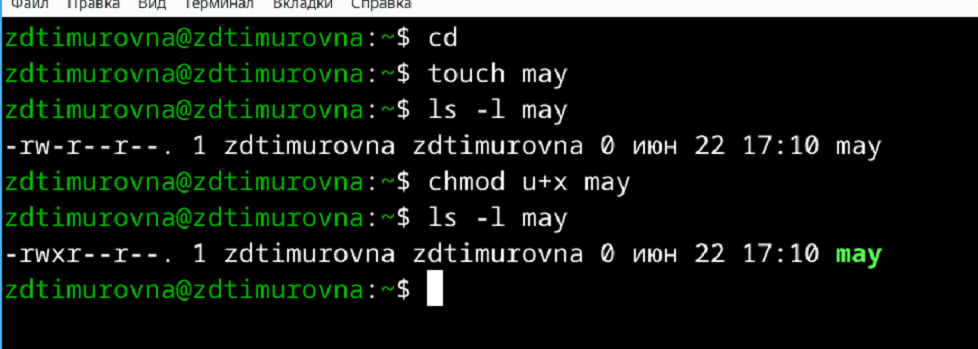 Файл Правка Вид Терминал Вкладки Справка
zdtimurovna@zdtimurovna:~$ cd
zdtimurovna@zdtimurovna:~$ touch may
zdtimurovna@zdtimurovna:~$ ls -l may
-rw-r--r--. 1 zdtimurovna zdtimurovna 0 июн 22 17:10 may
zdtimurovna@zdtimurovna:~$ chmod u+x may
zdtimurovna@zdtimurovna:~$ ls -l may
-rwxr--r--. 1 zdtimurovna zdtimurovna 0 июн 22 17:10 may
zdtimurovna@zdtimurovna:~$